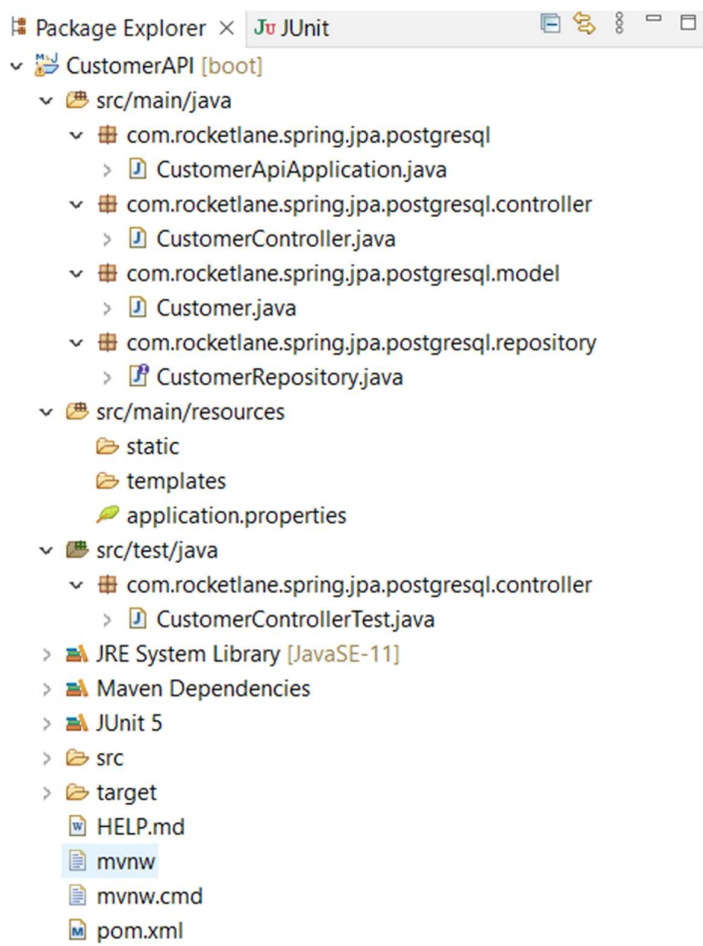 Package Explorer × Ju JUnit
CustomerAPI [boot]
src/main/java
com.rocketlane.spring.jpa.postgresql
CustomerApiApplication.java
com.rocketlane.spring.jpa.postgresql.controller
CustomerController.java
com.rocketlane.spring.jpa.postgresql.model
Customer.java
com.rocketlane.spring.jpa.postgresql.repository
CustomerRepository.java
src/main/resources
static
templates
application.properties
src/test/java
com.rocketlane.spring.jpa.postgresql.controller
CustomerControllerTest.java
JRE System Library [JavaSE-11]
Maven Dependencies
JUnit 5
src
target
HELP.md
mvnw
mvnw.cmd
pom.xml